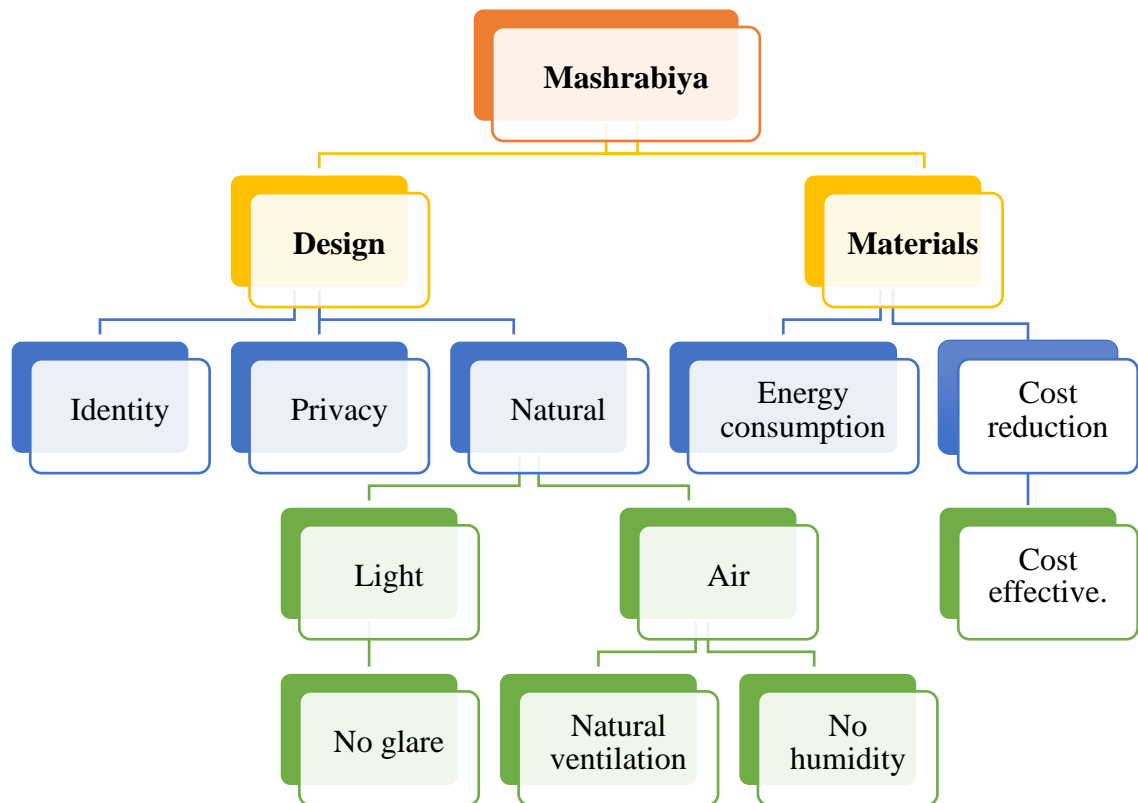 Mashrabiya
Design
Materials
Identity
Privacy
Natural
Energy
consumption
Cost
reduction
Light
Air
Cost
effective.
No glare
Natural
ventilation
No
humidity